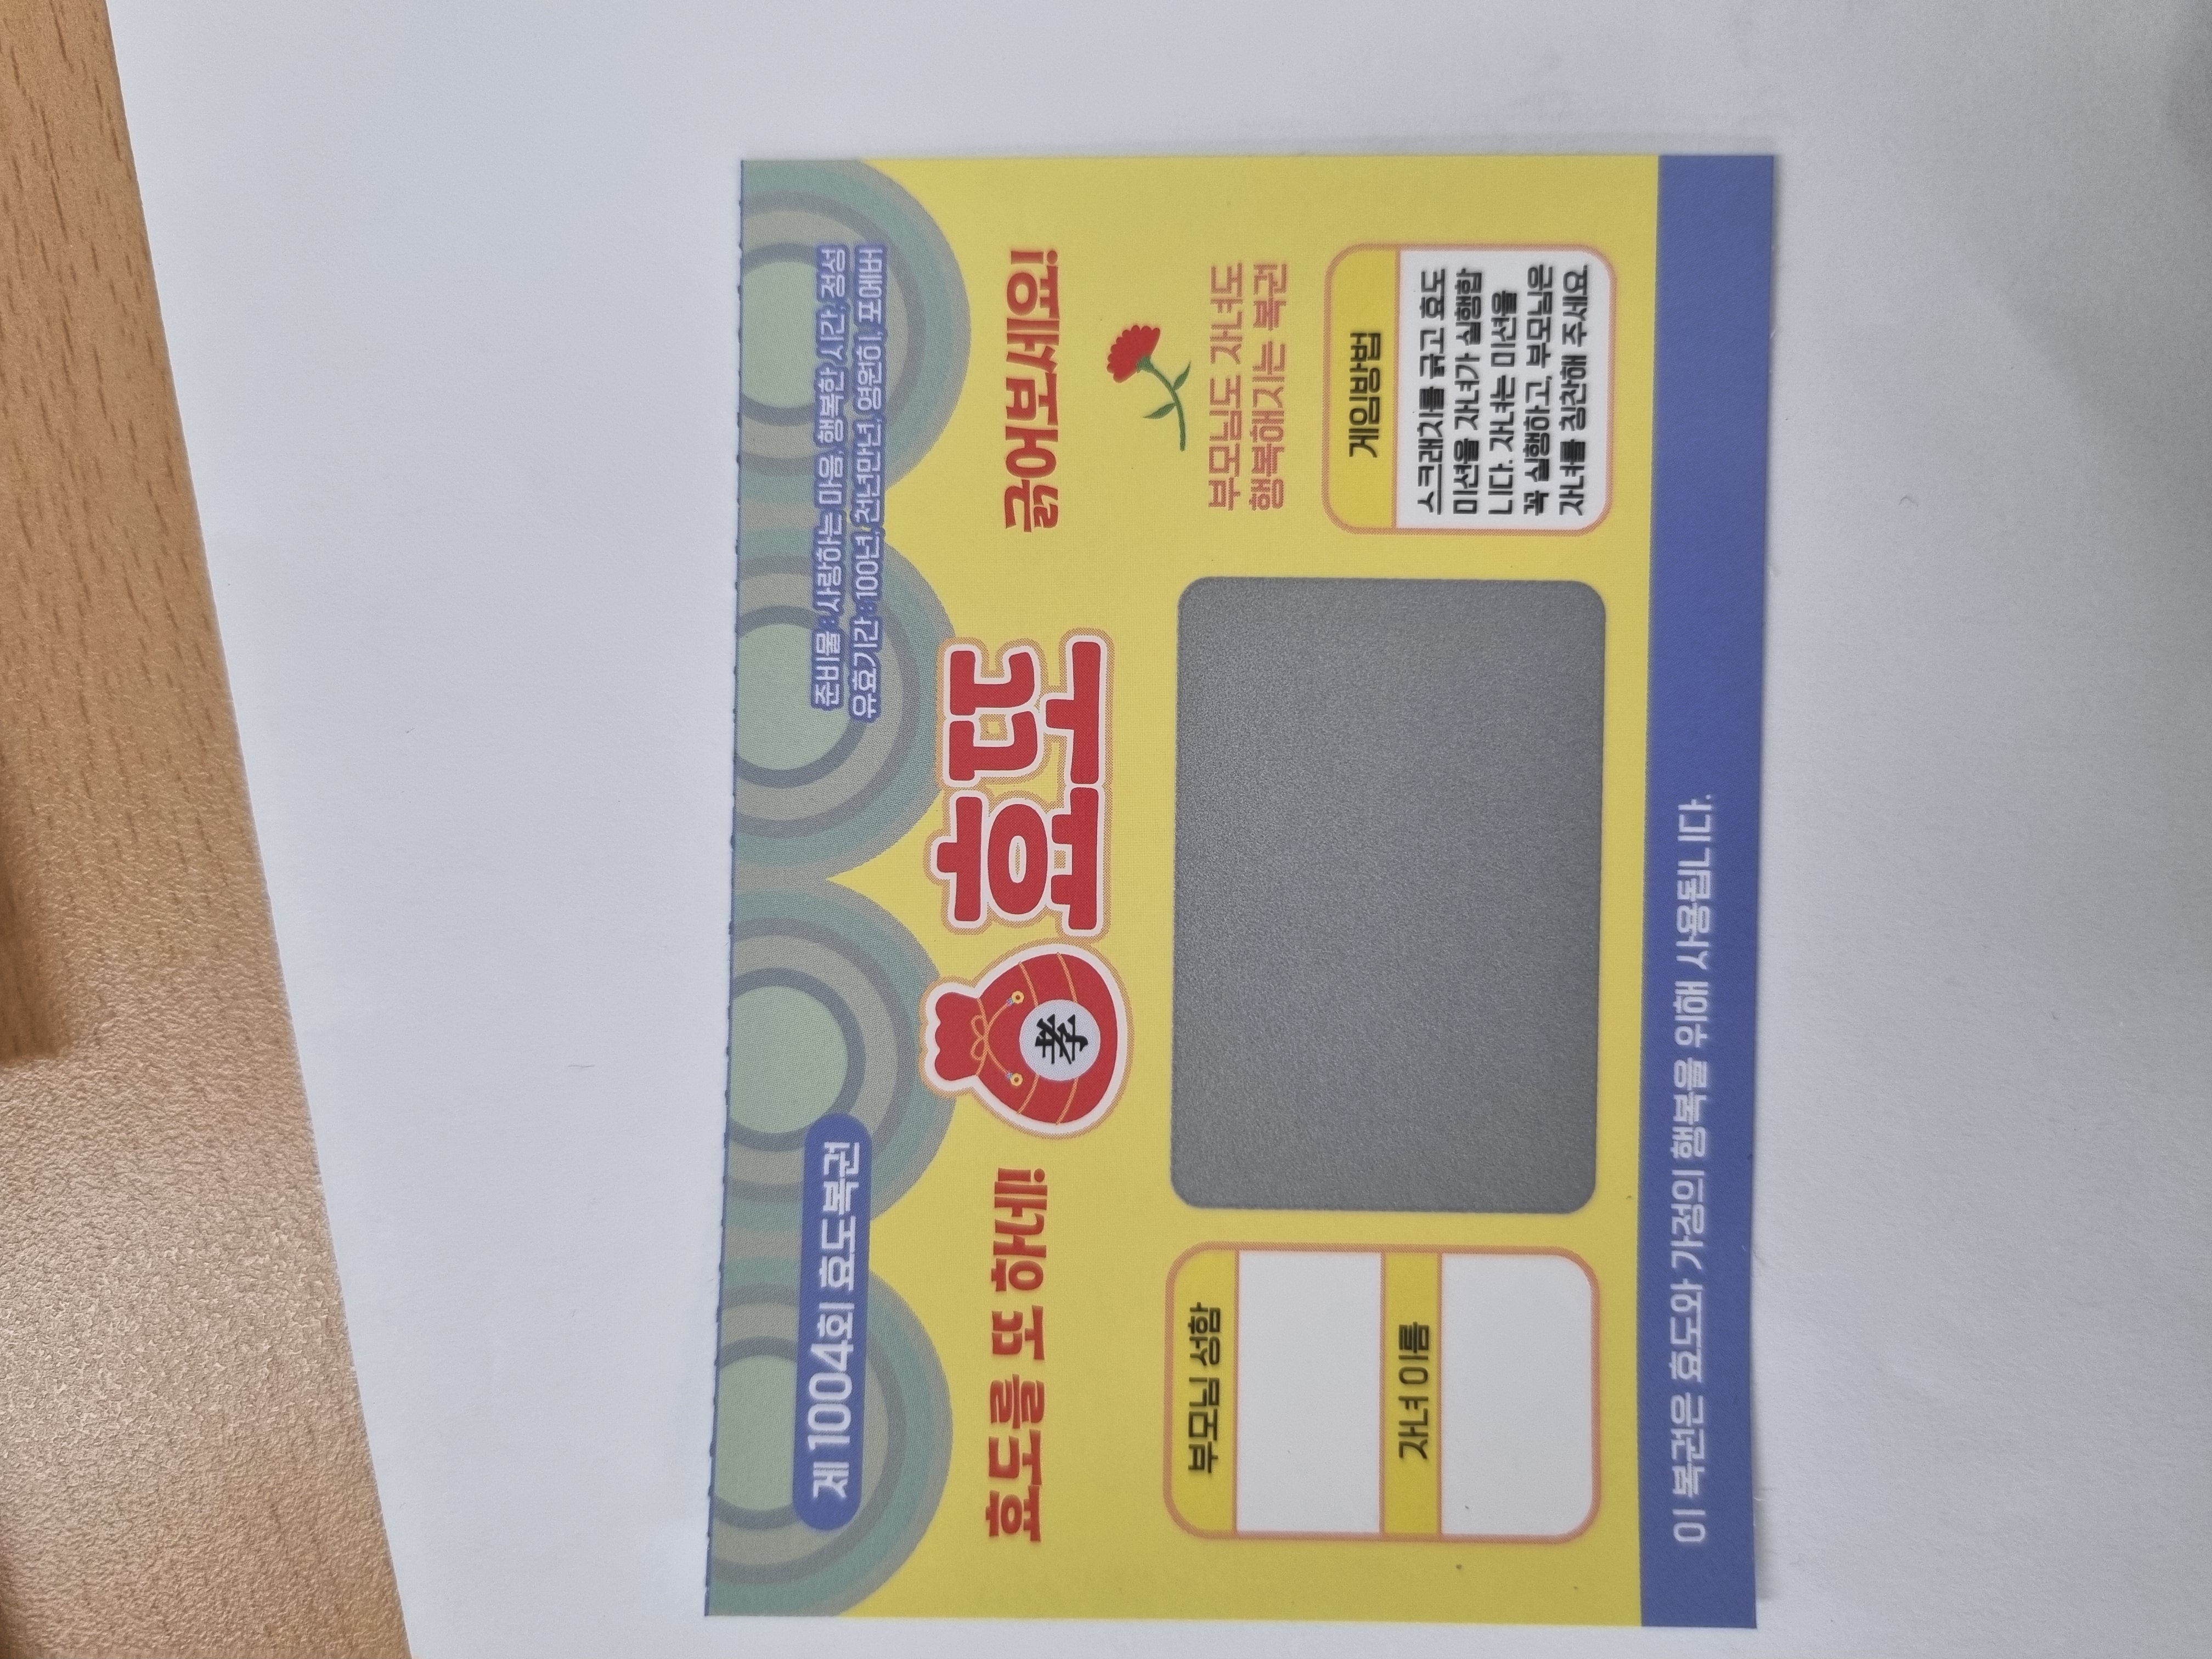 제 1004회 효도복권
준비물 : 사랑하는 마음, 행복한 시간, 정성
유효기간 : 100년, 천년만년, 영원히, 포에버
효도를 또 하네!
孝
효또
긁어보세요!
부모님도 자녀도
행복해지는 복권
부모님 성함
자녀 이름
게임방법
스크래치를 긁고 효도
미션을 자녀가 실행합
니다. 자녀는 미션을
꼭 실행하고, 부모님은
자녀를 칭찬해 주세요.
이 복권은 효도와 가정의 행복을 위해 사용됩니다.